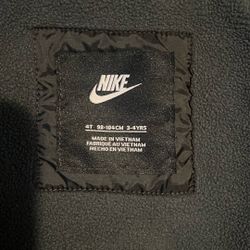 NIKE
4T 98-104CM 3-4YRS
MADE IN VIETNAM
FABRIQUÉ AU VIETNAM
HECHO EN VIETNAM